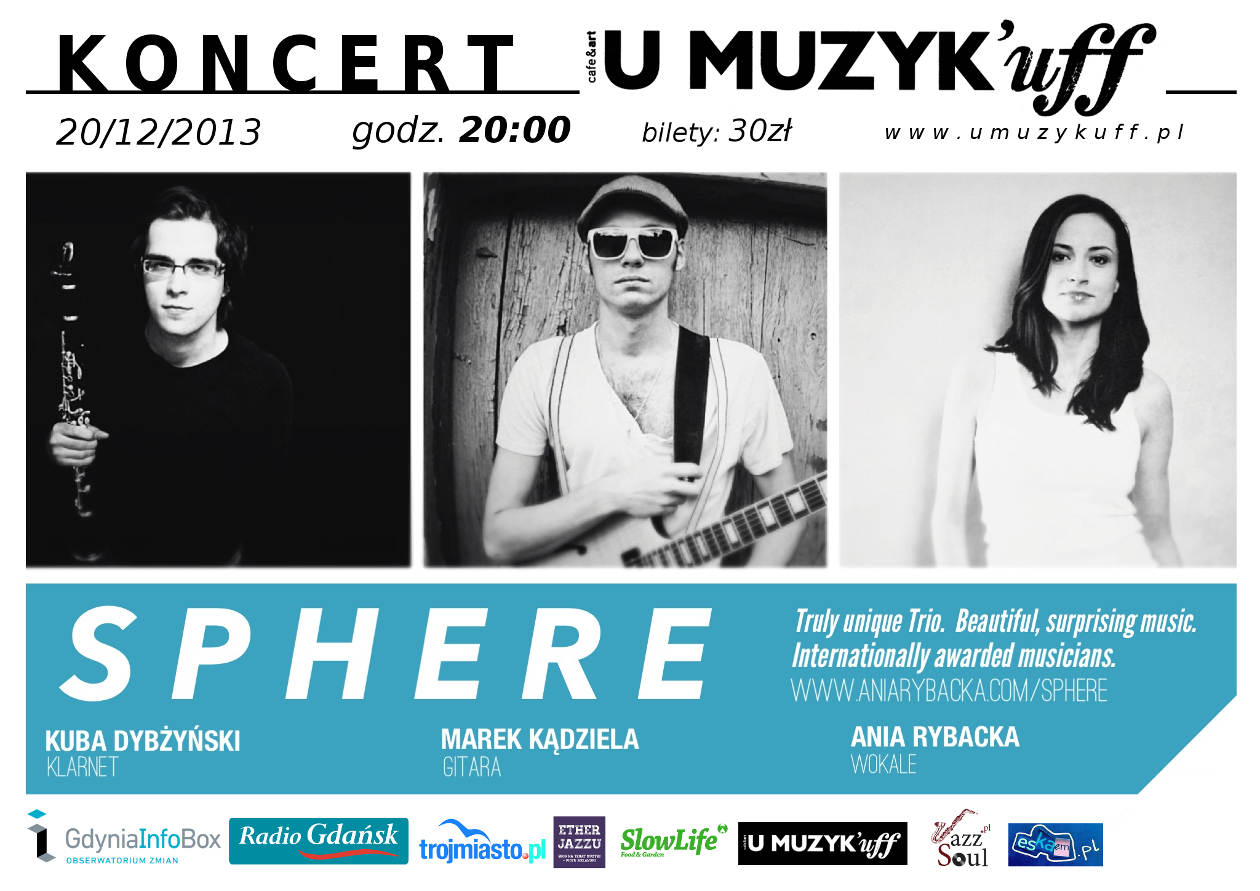 KONCERT
cafe&art
U MUZYK'uff
20/12/2013
godz. 20:00
bilety: 30zł
www.umuzykuff.pl
SPHERE
Truly unique Trio. Beautiful, surprising music.
Internationally awarded musicians.
WWW.ANIARYBACKA.COM/SPHERE
KUBA DYBŻYŃSKI
KLARNET
MAREK KĄDZIELA
GITARA
ANIA RYBACKA
WOKALE
GdyniaInfoBox
OBSERWATORIUM ZMIAN
Radio Gdańsk
trojmiasto.pl
ETHER
JAZZU
SlowLife
Food & Garden
U MUZYK'uff
Jazz.pl
Soul
eskaem.pl